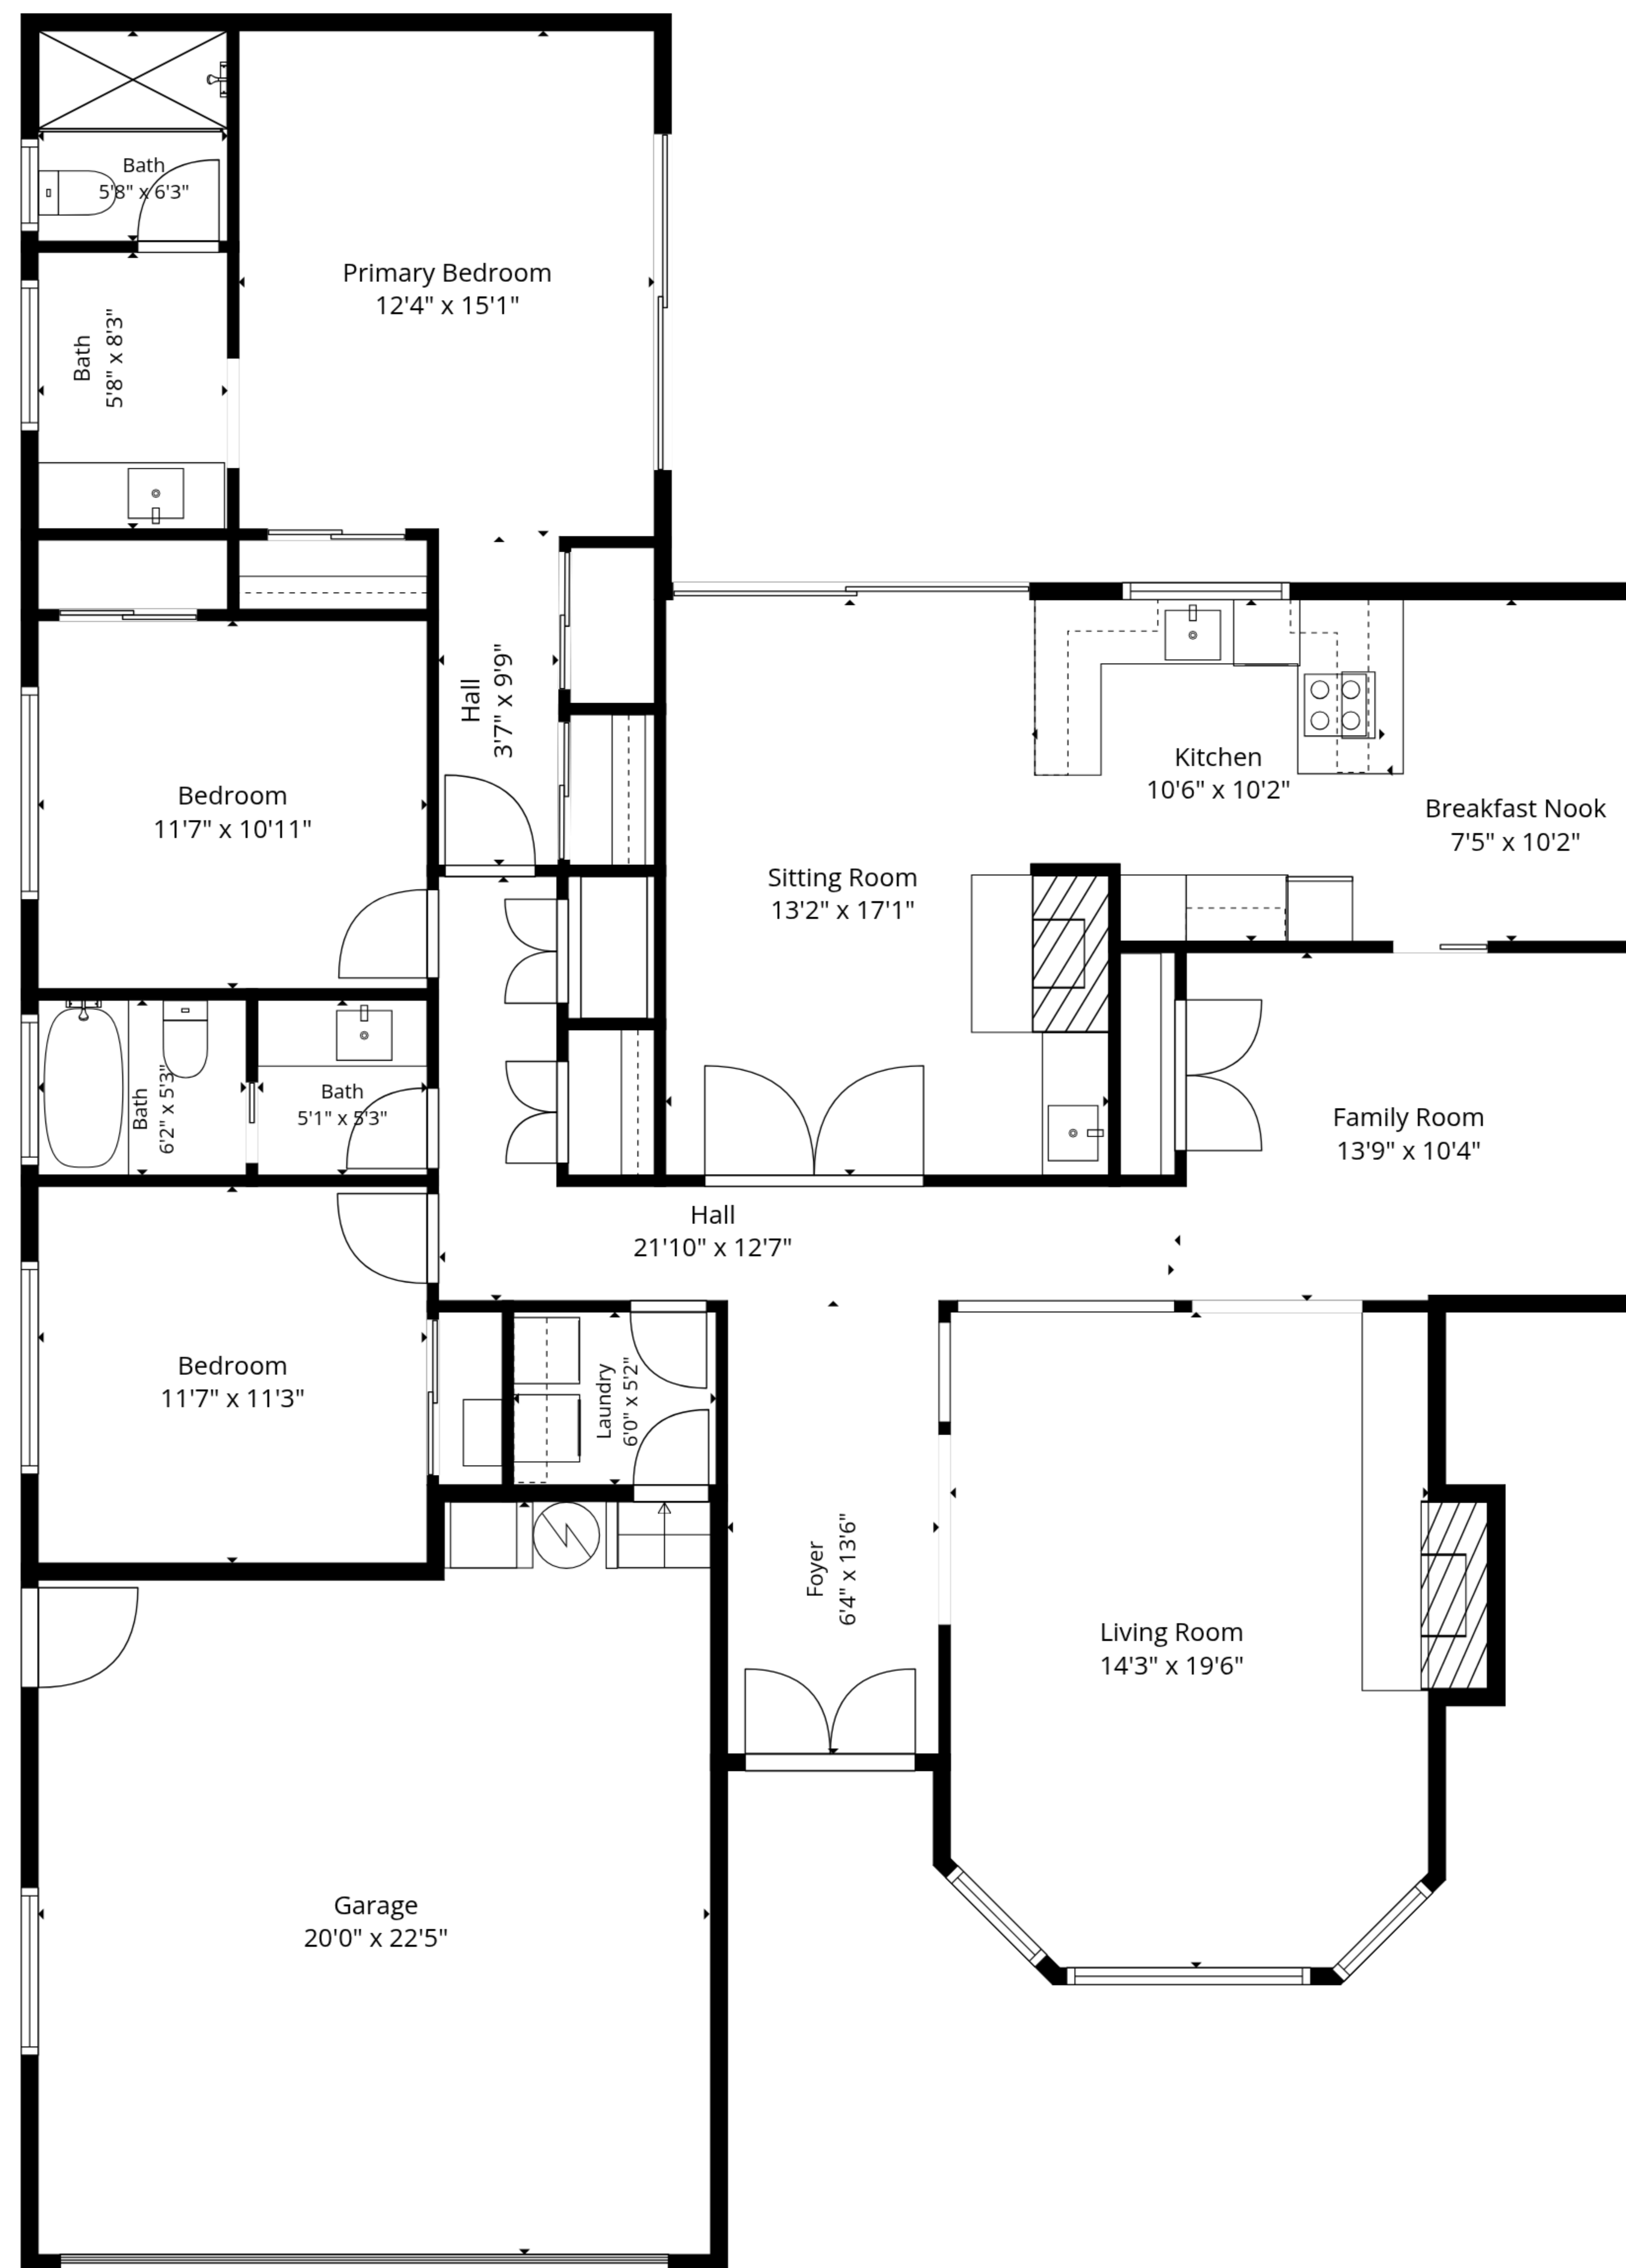 Bath
5'8" x 6'3"
Primary Bedroom
12'4" x 15'1"
Bath
5'8" x 8'3"
Hall
3'7" x 9'9"
Bedroom
11'7" x 10'11"
Kitchen
10'6" x 10'2"
Breakfast Nook
7'5" x 10'2"
Sitting Room
13'2" x 17'1"
Bath
6'2" x 5'3"
Bath
5'1" x 5'3"
Family Room
13'9" x 10'4"
Hall
21'10" x 12'7"
Bedroom
11'7" x 11'3"
Laundry
6'0" x 5'2"
Foyer
6'4" x 13'6"
Living Room
14'3" x 19'6"
Garage
20'0" x 22'5"